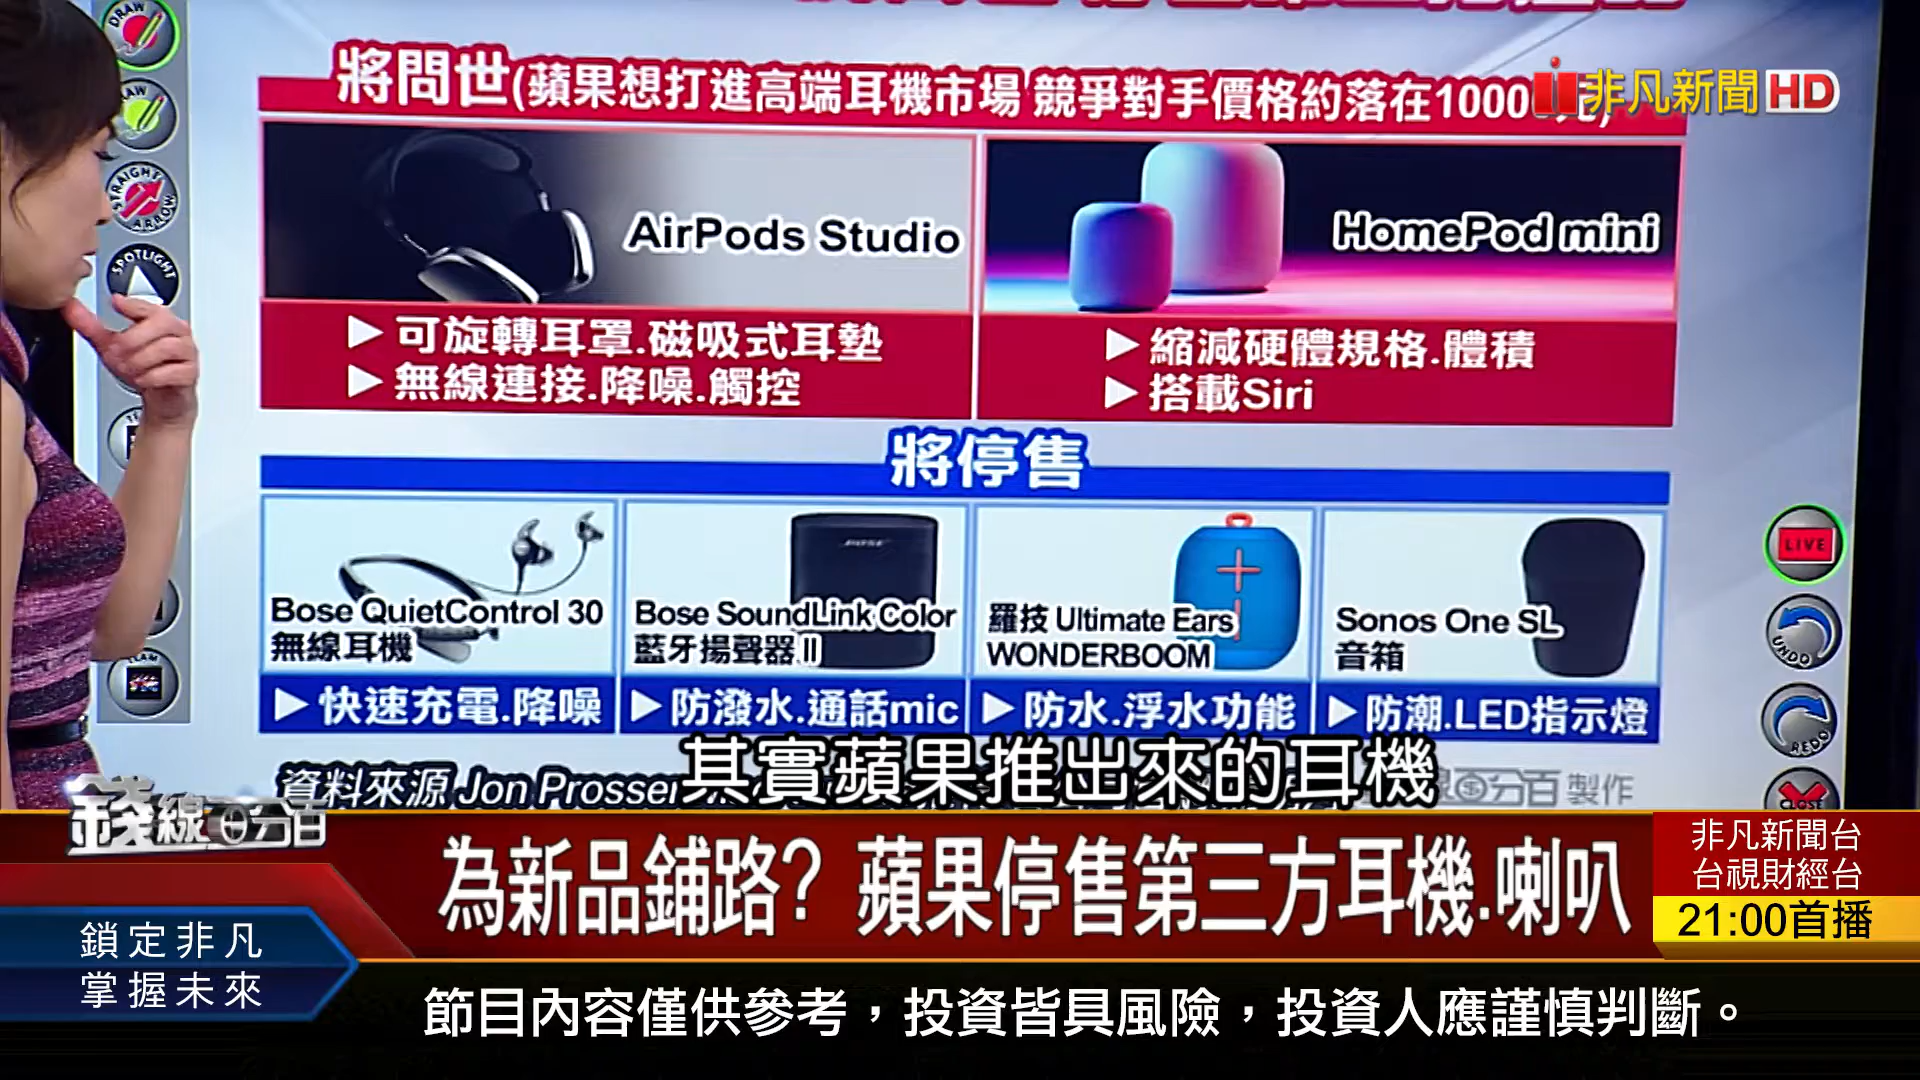 將問世(蘋果想打進高端耳機市場 競爭對手價格約落在1000
非凡新聞HD
DRAW
STRAIGHT ARROW
SPOTLIGHT
AirPods Studio
HomePod mini
▶可旋轉耳罩.磁吸式耳墊
▶無線連接.降噪.觸控
▶縮減硬體規格.體積
▶搭載Siri
將停售
Bose QuietControl 30
無線耳機
Bose SoundLink Color
藍牙揚聲器II
羅技 Ultimate Ears
WONDERBOOM
Sonos One SL
音箱
▶快速充電.降噪
▶防潑水.通話mic
▶防水.浮水功能
▶防潮.LED指示燈
LIVE
UNDO
REDO
CLOSE
資料來源 Jon Prosser
製作
其實蘋果推出來的耳機
錢線百分百
為新品鋪路? 蘋果停售第三方耳機.喇叭
非凡新聞台
台視財經台
21:00首播
鎖定非凡
掌握未來
節目內容僅供參考，投資皆具風險，投資人應謹慎判斷。